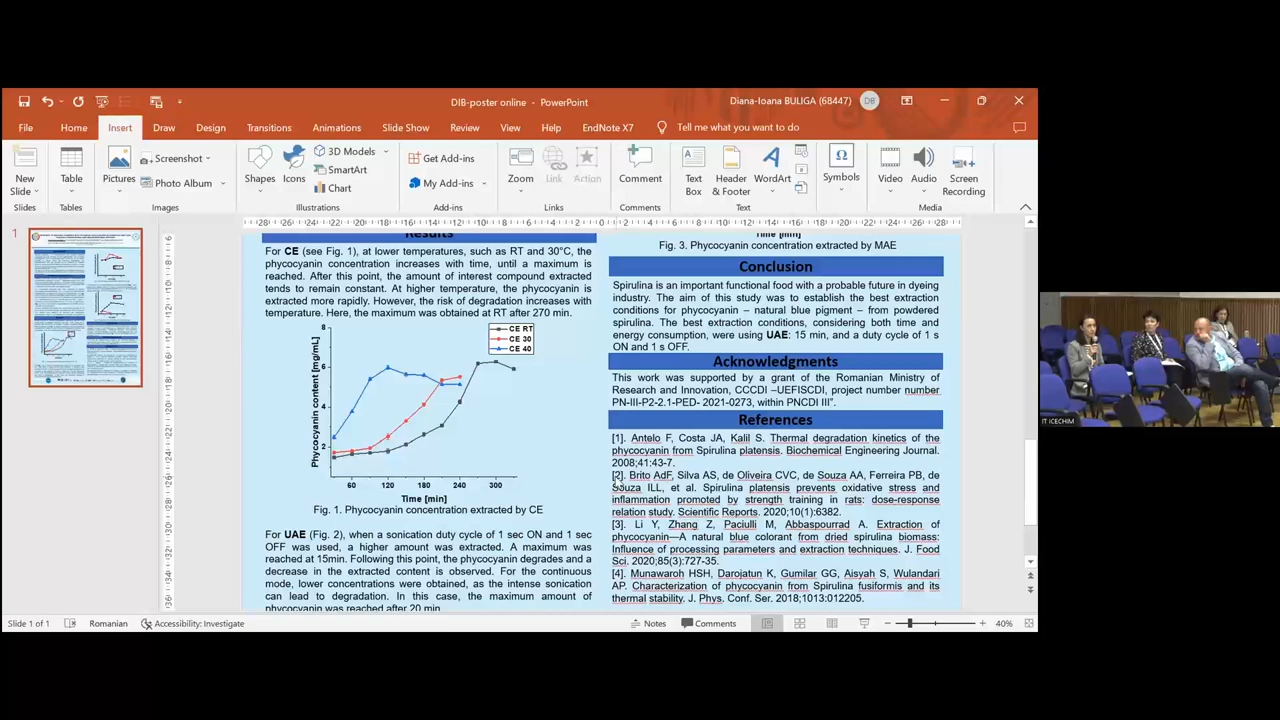 DIB-poster online - PowerPoint
Diana-Ioana BULIGA (68447)
DB
File Home Insert Draw Design Transitions Animations Slide Show Review View Help EndNote X7 Tell me what you want to do
New Slide
Slides
Table
Tables
Pictures
Screenshot
Photo Album
Images
Shapes
Icons
3D Models
SmartArt
Chart
Illustrations
Get Add-ins
My Add-ins
Add-ins
Zoom
Link
Action
Links
Comment
Comments
Text Box
Header & Footer
WordArt
Text
Symbols
Video
Audio
Screen Recording
Media
1
Results
For CE (see Fig. 1), at lower temperatures, such as RT and 30°C, the
phycocyanin concentration increases with time, until a maximum is
reached. After this point, the amount of interest compound extracted
tends to remain constant. At higher temperature, the phycocyanin is
extracted more rapidly. However, the risk of degradation increases with
temperature. Here, the maximum was obtained at RT after 270 min.
Phycocyanin content [mg/mL]
8
6
4
2
CE RT
CE 30
CE 40
60 120 180 240 300
Time [min]
Fig. 1. Phycocyanin concentration extracted by CE
For UAE (Fig. 2), when a sonication duty cycle of 1 sec ON and 1 sec
OFF was used, a higher amount was extracted. A maximum was
reached at 15min. Following this point, the phycocyanin degrades and a
decrease in the extracted content is observed. For the continuous
mode, lower concentrations were obtained, as the intense sonication
can lead to degradation. In this case, the maximum amount of
phycocyanin was reached after 20 min.
Time [min]
Fig. 3. Phycocyanin concentration extracted by MAE
Conclusion
Spirulina is an important functional food with a probable future in dyeing
industry. The aim of this study was to establish the best extraction
conditions for phycocyanin – natural blue pigment – from powdered
spirulina. The best extraction conditions, considering both time and
energy consumption, were using UAE: 15 min, and a duty cycle of 1 s
ON and 1 s OFF.
Acknowledgments
This work was supported by a grant of the Romanian Ministry of
Research and Innovation, CCCDI –UEFISCDI, project number number
PN-III-P2-2.1-PED- 2021-0273, within PNCDI III”.
References
[1]. Antelo F, Costa JA, Kalil S. Thermal degradation kinetics of the
phycocyanin from Spirulina platensis. Biochemical Engineering Journal.
2008;41:43-7.
[2]. Brito AdF, Silva AS, de Oliveira CVC, de Souza AA, Ferreira PB, de
Souza ILL, et al. Spirulina platensis prevents oxidative stress and
inflammation promoted by strength training in rats: dose-response
relation study. Scientific Reports. 2020;10(1):6382.
[3]. Li Y, Zhang Z, Paciulli M, Abbaspourrad A. Extraction of
phycocyanin—A natural blue colorant from dried spirulina biomass:
Influence of processing parameters and extraction techniques. J. Food
Sci. 2020;85(3):727-35.
[4]. Munawaroh HSH, Darojatun K, Gumilar GG, Aisyah S, Wulandari
AP. Characterization of phycocyanin from Spirulina fusiformis and its
thermal stability. J. Phys. Conf. Ser. 2018;1013:012205.
IT ICECHIM
Slide 1 of 1 Romanian Accessibility: Investigate Notes Comments 40%